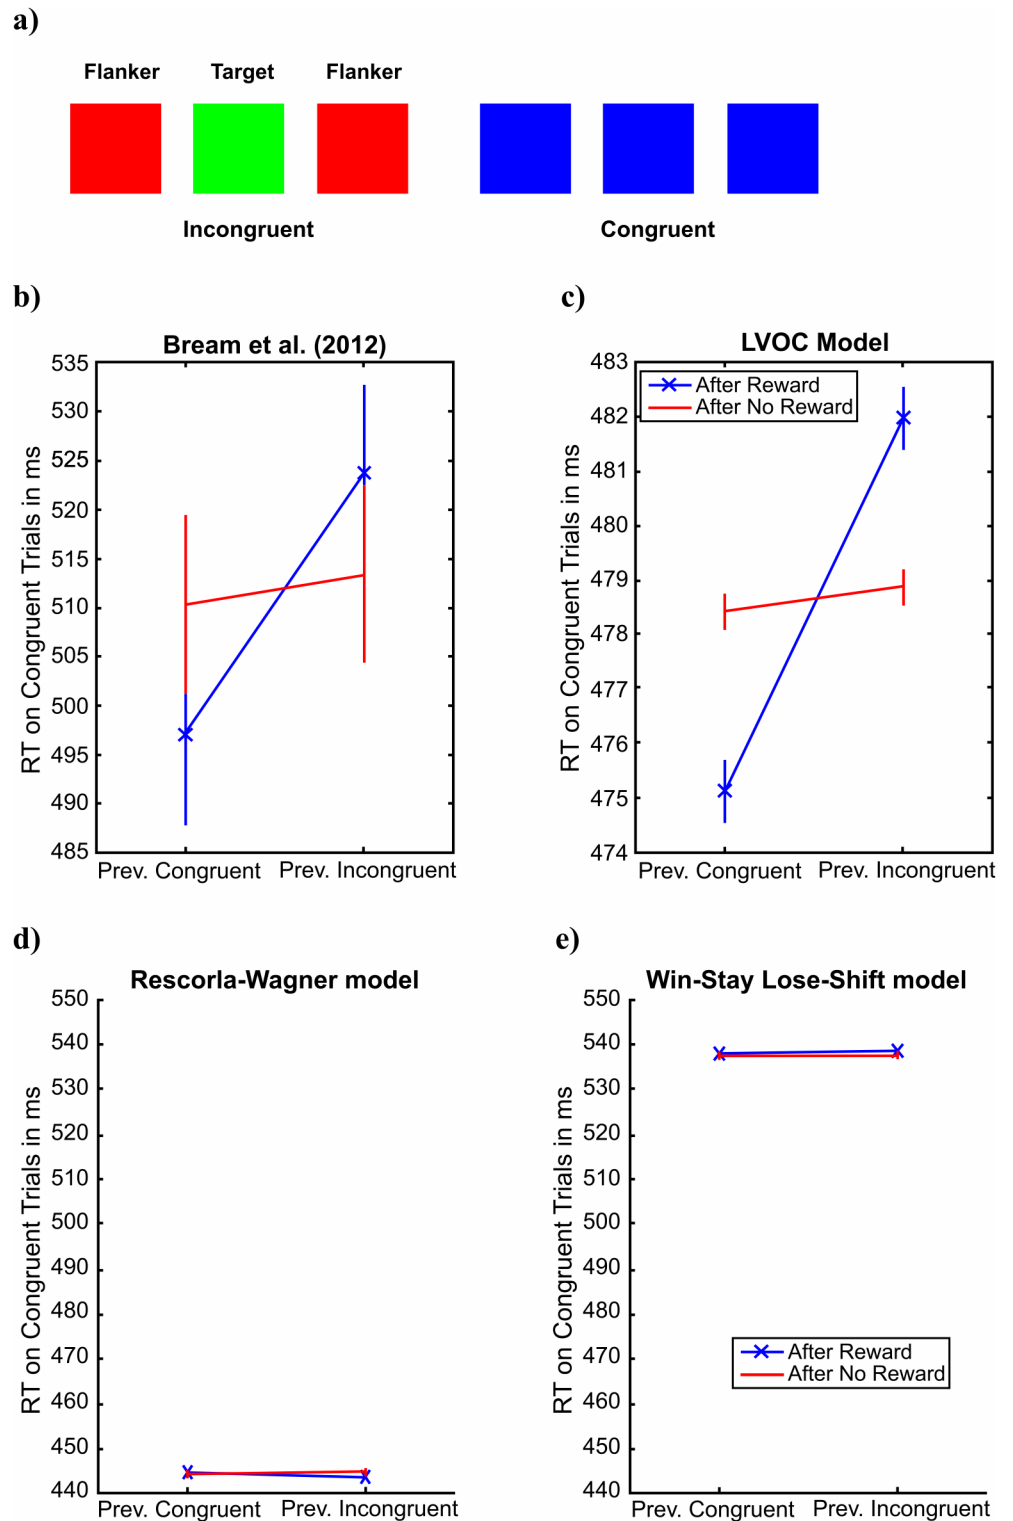 a)
Flanker Target Flanker
Incongruent Congruent
b)
Bream et al. (2012)
RT on Congruent Trials in ms
535
530
525
520
515
510
505
500
495
490
485
Prev. Congruent Prev. Incongruent
c)
LVOC Model
After Reward
After No Reward
RT on Congruent Trials in ms
483
482
481
480
479
478
477
476
475
474
Prev. Congruent Prev. Incongruent
d)
Rescorla-Wagner model
RT on Congruent Trials in ms
550
540
530
520
510
500
490
480
470
460
450
440
Prev. Congruent Prev. Incongruent
e)
Win-Stay Lose-Shift model
RT on Congruent Trials in ms
550
540
530
520
510
500
490
480
470
460
450
440
After Reward
After No Reward
Prev. Congruent Prev. Incongruent